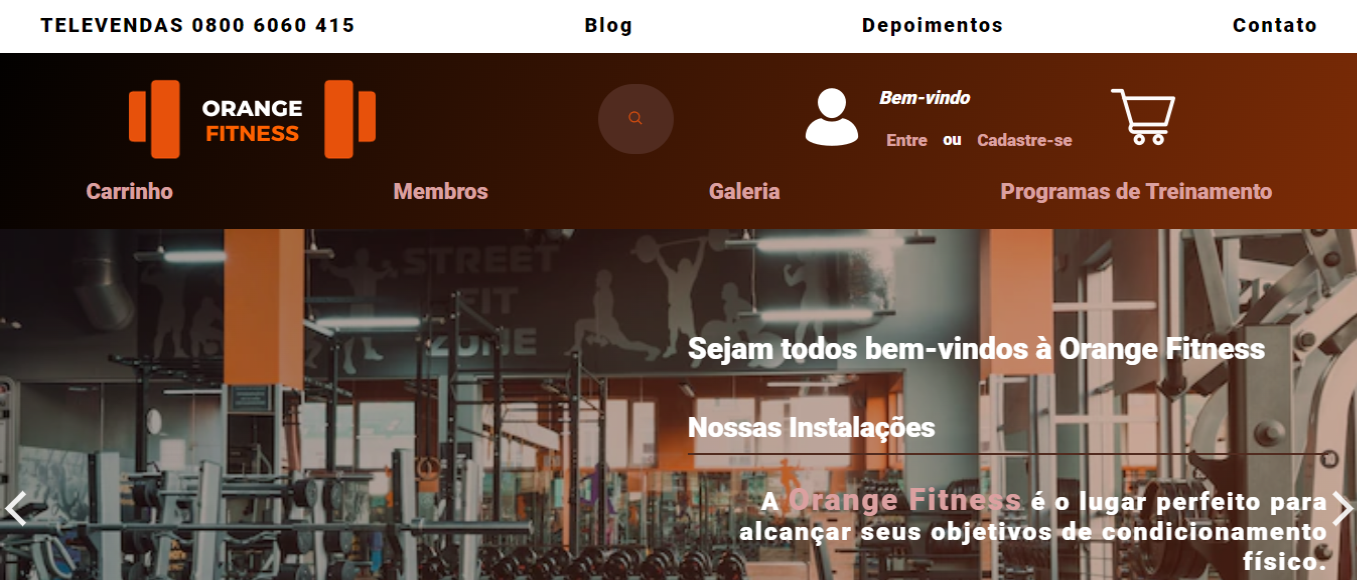 TELEVENDAS 0800 6060 415 Blog Depoimentos Contato
ORANGE
FITNESS
Bem-vindo
Entre ou Cadastre-se
Carrinho Membros Galeria Programas de Treinamento
STREET
FIT
ZONE
Sejam todos bem-vindos à Orange Fitness
Nossas Instalações
A Orange Fitness é o lugar perfeito para
alcançar seus objetivos de condicionamento
físico.